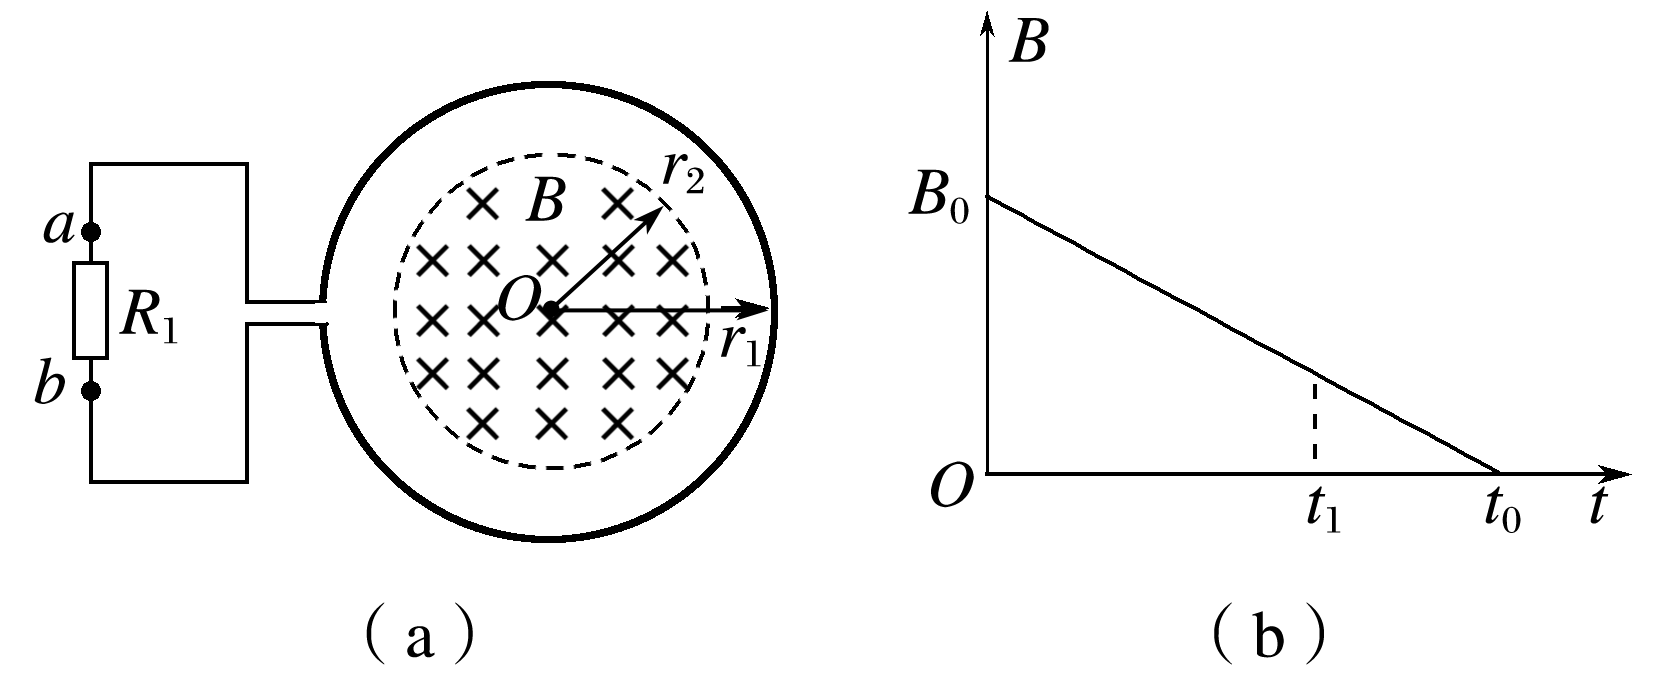 B
B
r₂
B₀
a
O
R₁
r₁
b
O
t₁
t₀
t
（a）
（b）